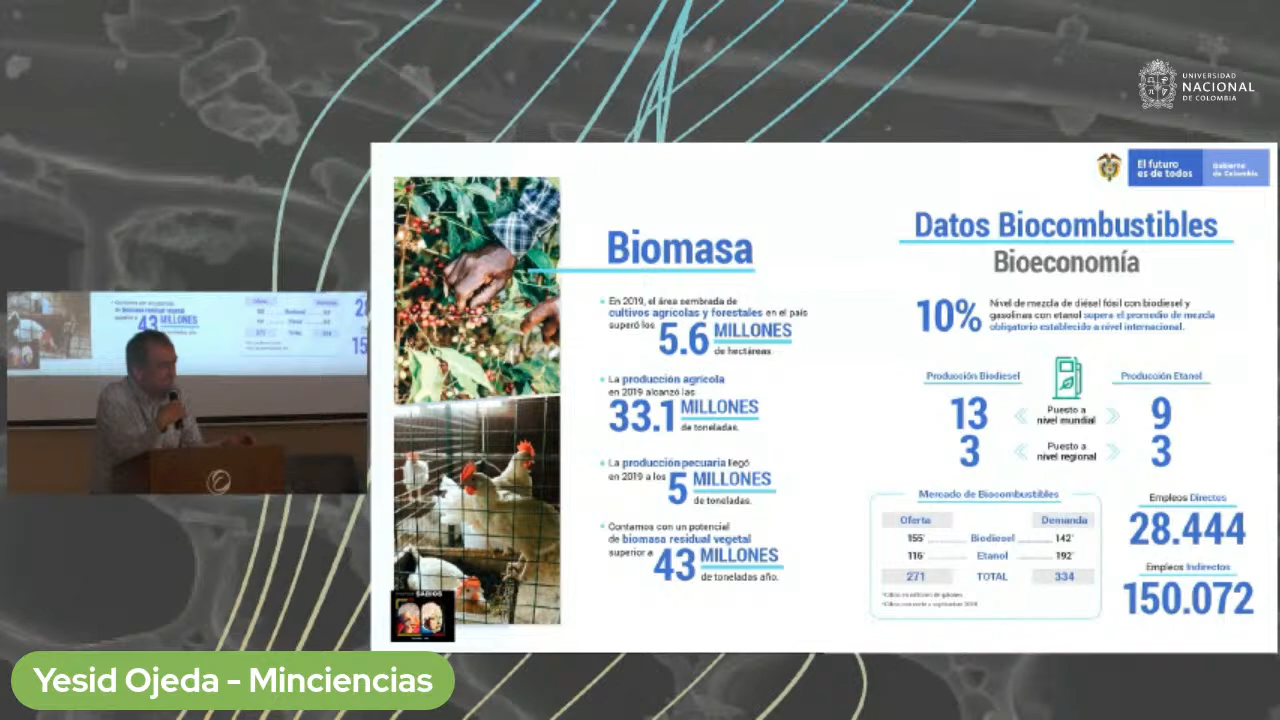 UNIVERSIDAD
NACIONAL
DE COLOMBIA
El futuro
es de todos
Gobierno
de Colombia
Biomasa
En 2019, el área sembrada de
cultivos agrícolas y forestales en el país
superó los 5.6 MILLONES
de hectáreas
La producción agrícola
en 2019 alcanzó las
33.1 MILLONES
de toneladas.
La producción pecuaria llegó
en 2019 a los 5 MILLONES
de toneladas.
Contamos con un potencial
de biomasa residual vegetal
superior a 43 MILLONES
de toneladas año.
SABIOS
Datos Biocombustibles
Bioeconomía
10% Nivel de mezcla de diésel fósil con biodiesel y
gasolinas con etanol supera el promedio de mezcla
obligatorio establecido a nivel internacional.
Producción Biodiesel
Producción Etanol
13 Puesto a nivel mundial 9
3 Puesto a nivel regional 3
Mercado de Biocombustibles
Oferta Demanda
155* Biodiesel 142*
116* Etanol 192*
271 TOTAL 334
Empleos Directos
28.444
Empleos Indirectos
150.072
43 MILLONES
Yesid Ojeda - Minciencias